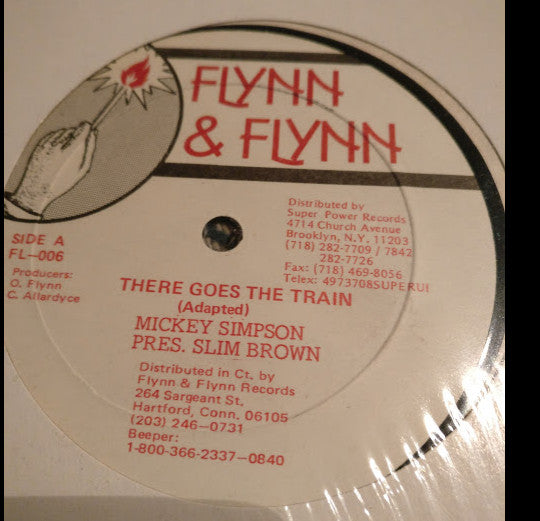 FLYNN
& FLYNN
Distributed by
Super Power Records
4714 Church Avenue
Brooklyn, N.Y. 11203
(718) 282-7709 / 7842
282-7726
Fax: (718) 469-8056
Telex: 4973708SUPERUI
SIDE A
FL-006
Producers:
O. Flynn
C. Allardyce
THERE GOES THE TRAIN
(Adapted)
MICKEY SIMPSON
PRES. SLIM BROWN
Distributed in Ct. by
Flynn & Flynn Records
264 Sargeant St.
Hartford, Conn. 06105
(203) 246-0731
Beeper:
1-800-366-2337-0840